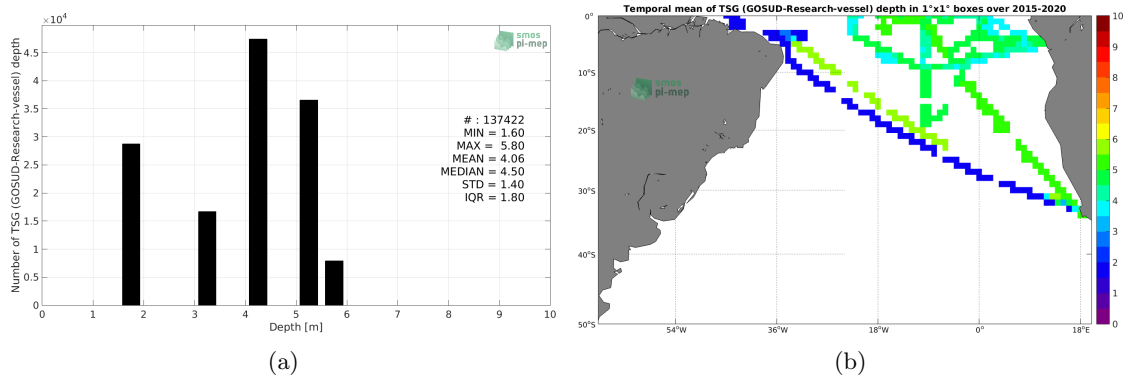 ×10⁴
Number of TSG (GOSUD-Research-vessel) depth
4.5
4
3.5
3
2.5
2
1.5
1
0.5
0
smos
pi-mep
# : 137422
MIN = 1.60
MAX = 5.80
MEAN = 4.06
MEDIAN = 4.50
STD = 1.40
IQR = 1.80
0 1 2 3 4 5 6 7 8 9 10
Depth [m]
(a)
Temporal mean of TSG (GOSUD-Research-vessel) depth in 1°x1° boxes over 2015-2020
0°
10°S
20°S
30°S
40°S
50°S
smos
pi-mep
54°W 36°W 18°W 0° 18°E
10
9
8
7
6
5
4
3
2
1
0
(b)